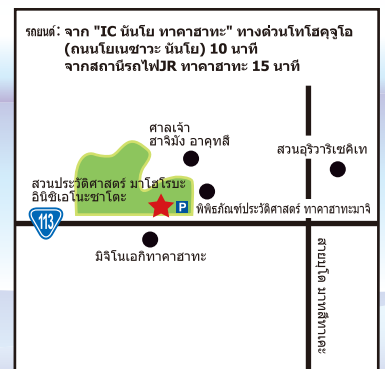 รถยนต์: จาก "IC นันโย ทาคาฮาตะ" ทางด่วนโทโฮคุจูโอ
(ถนนโยเนซาวะ นันโย) 10 นาที
จากสถานีรถไฟJR ทาคาฮาทะ 15 นาที
ศาลเจ้า
ฮาจิมัง อาคุทสึ
สวนอุริวาริเซคิเท
สวนประวัติศาสตร์ มาโฮโรบะ
อินิชิเอโนะซาโตะ
P
พิพิธภัณฑ์ประวัติศาสตร์ ทาคาฮาทะมาจิ
113
มิจิโนเอกิทาคาฮาทะ
สายมุโด มาทสึทาเตะ